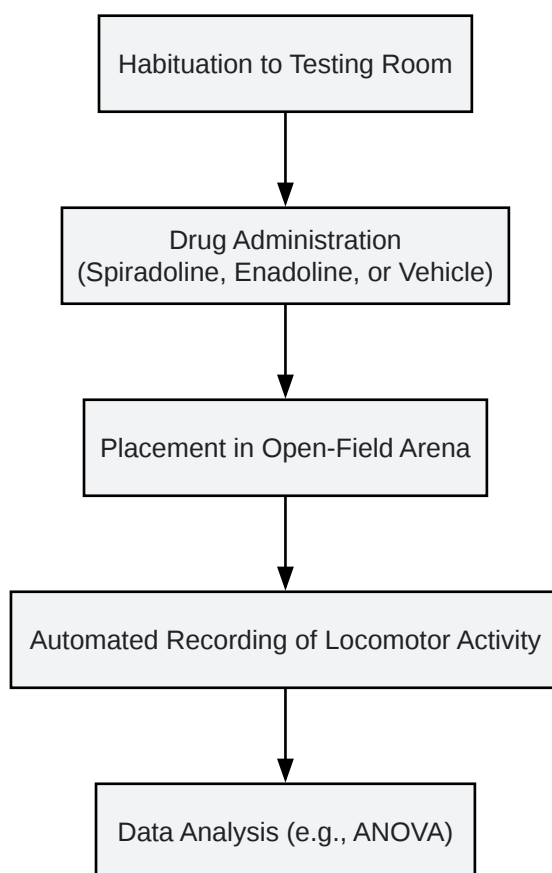 Habituation to Testing Room
Drug Administration
(Spiradoline, Enadoline, or Vehicle)
Placement in Open-Field Arena
Automated Recording of Locomotor Activity
Data Analysis (e.g., ANOVA)